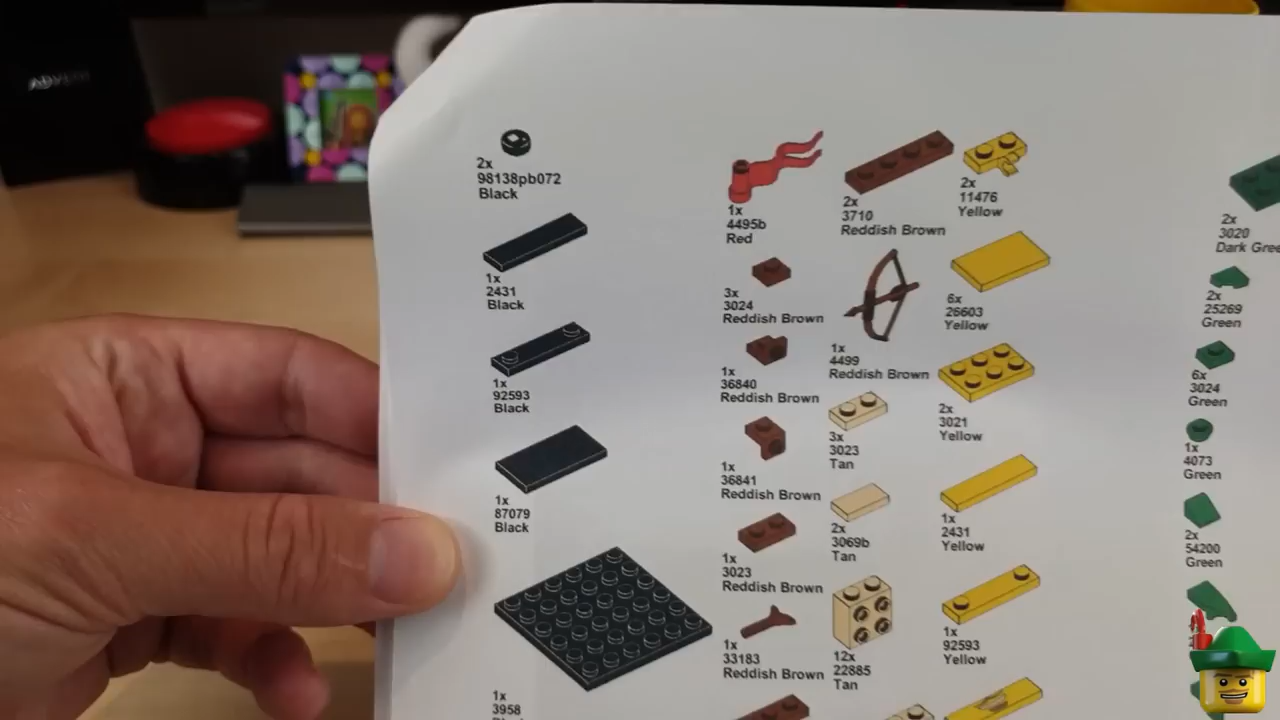 ADVENT
2x
98138pb072
Black
1x
2431
Black
1x
92593
Black
1x
87079
Black
1x
3958
1x
4495b
Red
3x
3024
Reddish Brown
1x
36840
Reddish Brown
1x
36841
Reddish Brown
1x
3023
Reddish Brown
1x
33183
Reddish Brown
2x
3710
Reddish Brown
1x
4499
Reddish Brown
3x
3023
Tan
2x
3069b
Tan
12x
22885
Tan
2x
11476
Yellow
6x
26603
Yellow
2x
3021
Yellow
1x
2431
Yellow
1x
92593
Yellow
2x
3020
Dark Gree
2x
25269
Green
6x
3024
Green
1x
4073
Green
2x
54200
Green